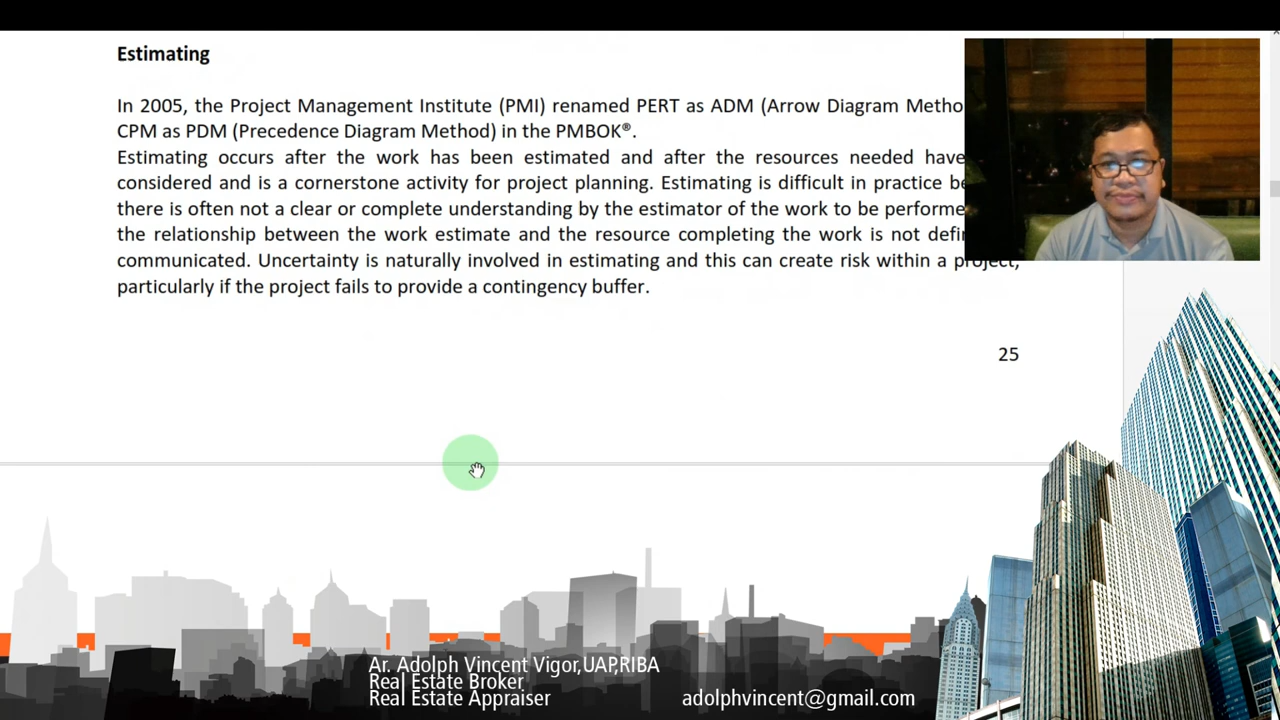 Estimating
In 2005, the Project Management Institute (PMI) renamed PERT as ADM (Arrow Diagram
CPM as PDM (Precedence Diagram Method) in the PMBOK®.
Estimating occurs after the work has been estimated and after the resources needed have
considered and is a cornerstone activity for project planning. Estimating is difficult in practice
there is often not a clear or complete understanding by the estimator of the work to be
the relationship between the work estimate and the resource completing the work is not
communicated. Uncertainty is naturally involved in estimating and this can create risk within a project,
particularly if the project fails to provide a contingency buffer.
25
Ar. Adolph Vincent Vigor,UAP,RIBA
Real Estate Broker
Real Estate Appraiser
adolphvincent@gmail.com